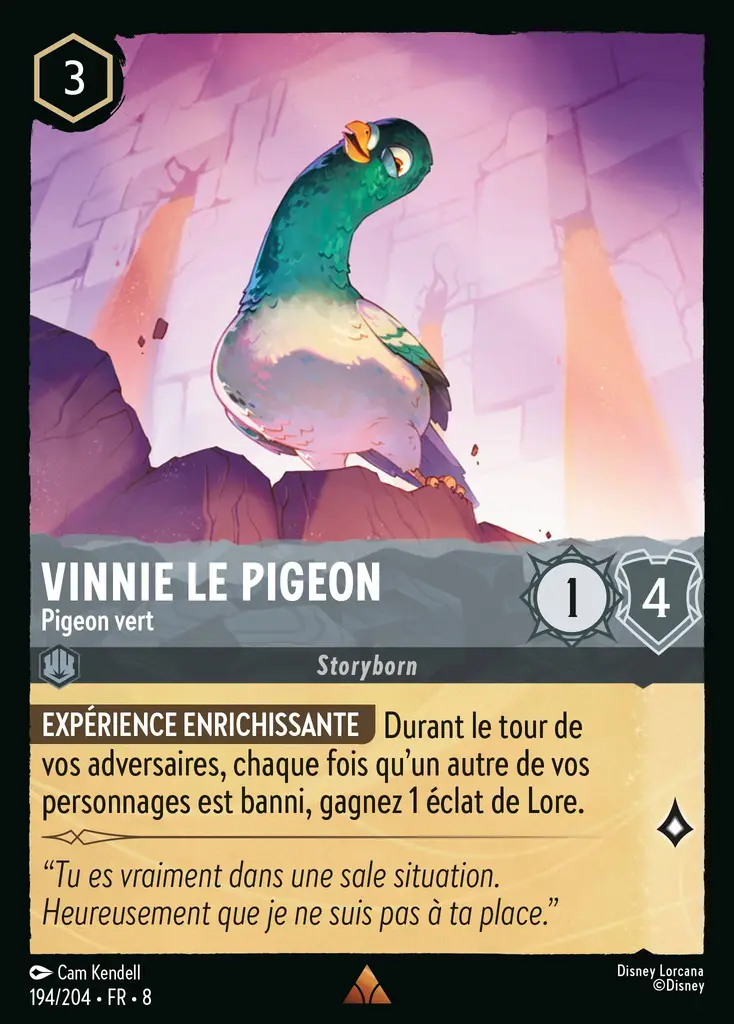 3
VINNIE LE PIGEON
Pigeon vert
1
4
Storyborn
EXPÉRIENCE ENRICHISSANTE Durant le tour de
vos adversaires, chaque fois qu'un autre de vos
personnages est banni, gagnez 1 éclat de Lore.
“Tu es vraiment dans une sale situation.
Heureusement que je ne suis pas à ta place.”
Cam Kendell
194/204 • FR • 8
Disney Lorcana
©Disney